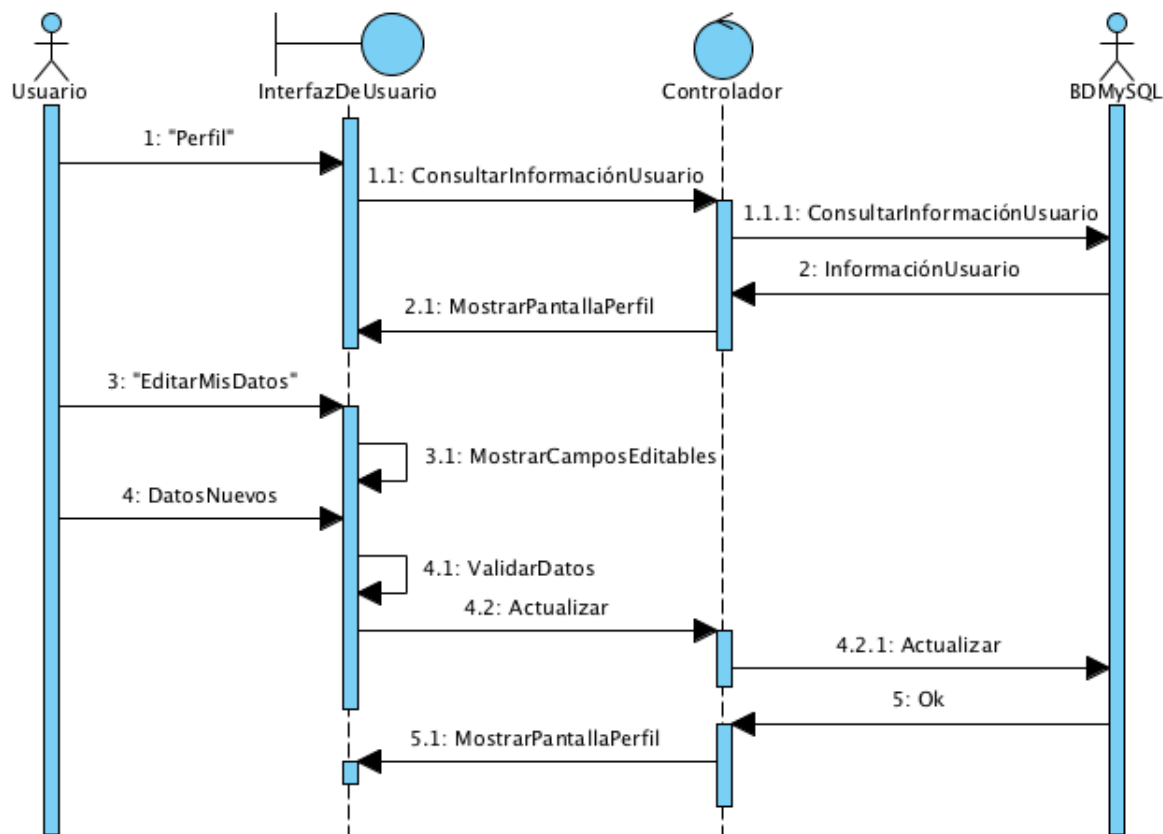 Usuario
InterfazDeUsuario
Controlador
BDMySQL
1: "Perfil"
1.1: ConsultarInformaciónUsuario
1.1.1: ConsultarInformaciónUsuario
2: InformaciónUsuario
2.1: MostrarPantallaPerfil
3: "EditarMisDatos"
3.1: MostrarCamposEditables
4: DatosNuevos
4.1: ValidarDatos
4.2: Actualizar
4.2.1: Actualizar
5: Ok
5.1: MostrarPantallaPerfil